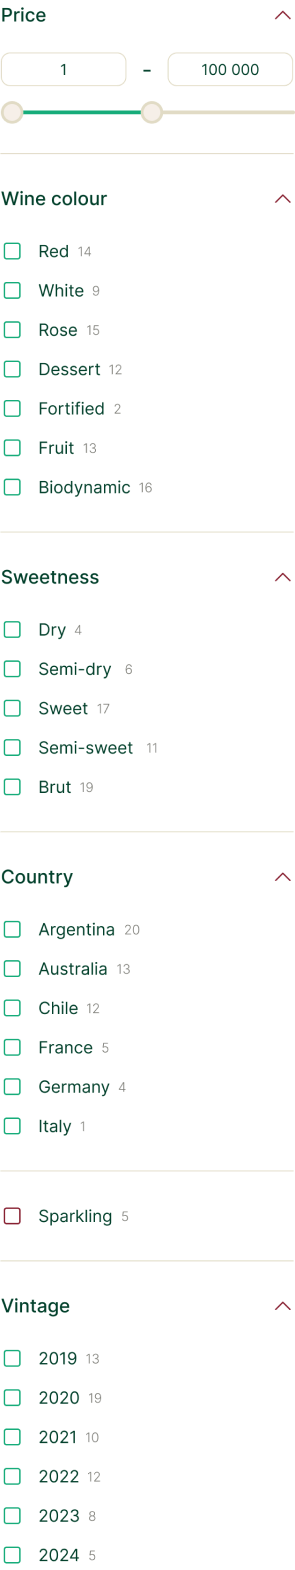 Price
1 - 100 000
Wine colour
Red 14
White 9
Rose 15
Dessert 12
Fortified 2
Fruit 13
Biodynamic 16
Sweetness
Dry 4
Semi-dry 6
Sweet 17
Semi-sweet 11
Brut 19
Country
Argentina 20
Australia 13
Chile 12
France 5
Germany 4
Italy 1
Sparkling 5
Vintage
2019 13
2020 19
2021 10
2022 12
2023 8
2024 5